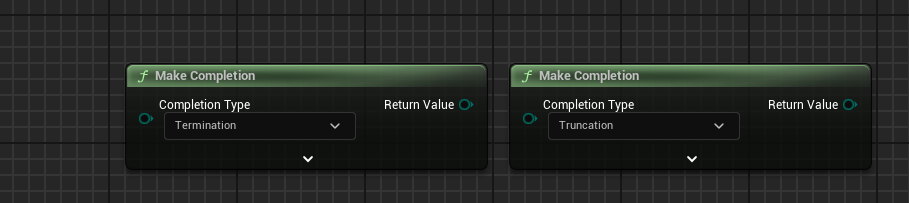 Make Completion
Completion Type
Return Value
Termination
Make Completion
Completion Type
Return Value
Truncation